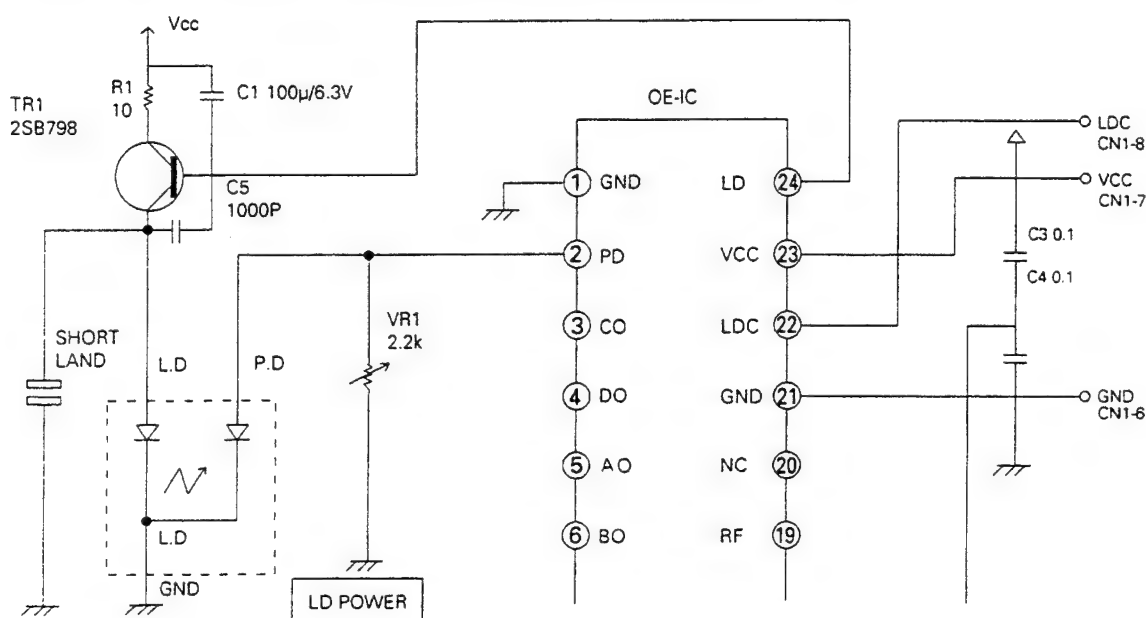 Vcc
R1
10
C1 100μ/6.3V
TR1
2SB798
C5
1000P
OE-IC
1 GND
LD 24
2 PD
VCC 23
3 CO
LDC 22
4 DO
GND 21
5 AO
NC 20
6 BO
RF 19
LDC
CN1-8
VCC
CN1-7
C3 0.1
C4 0.1
GND
CN1-6
VR1
2.2k
SHORT
LAND
L.D
P.D
L.D
GND
LD POWER